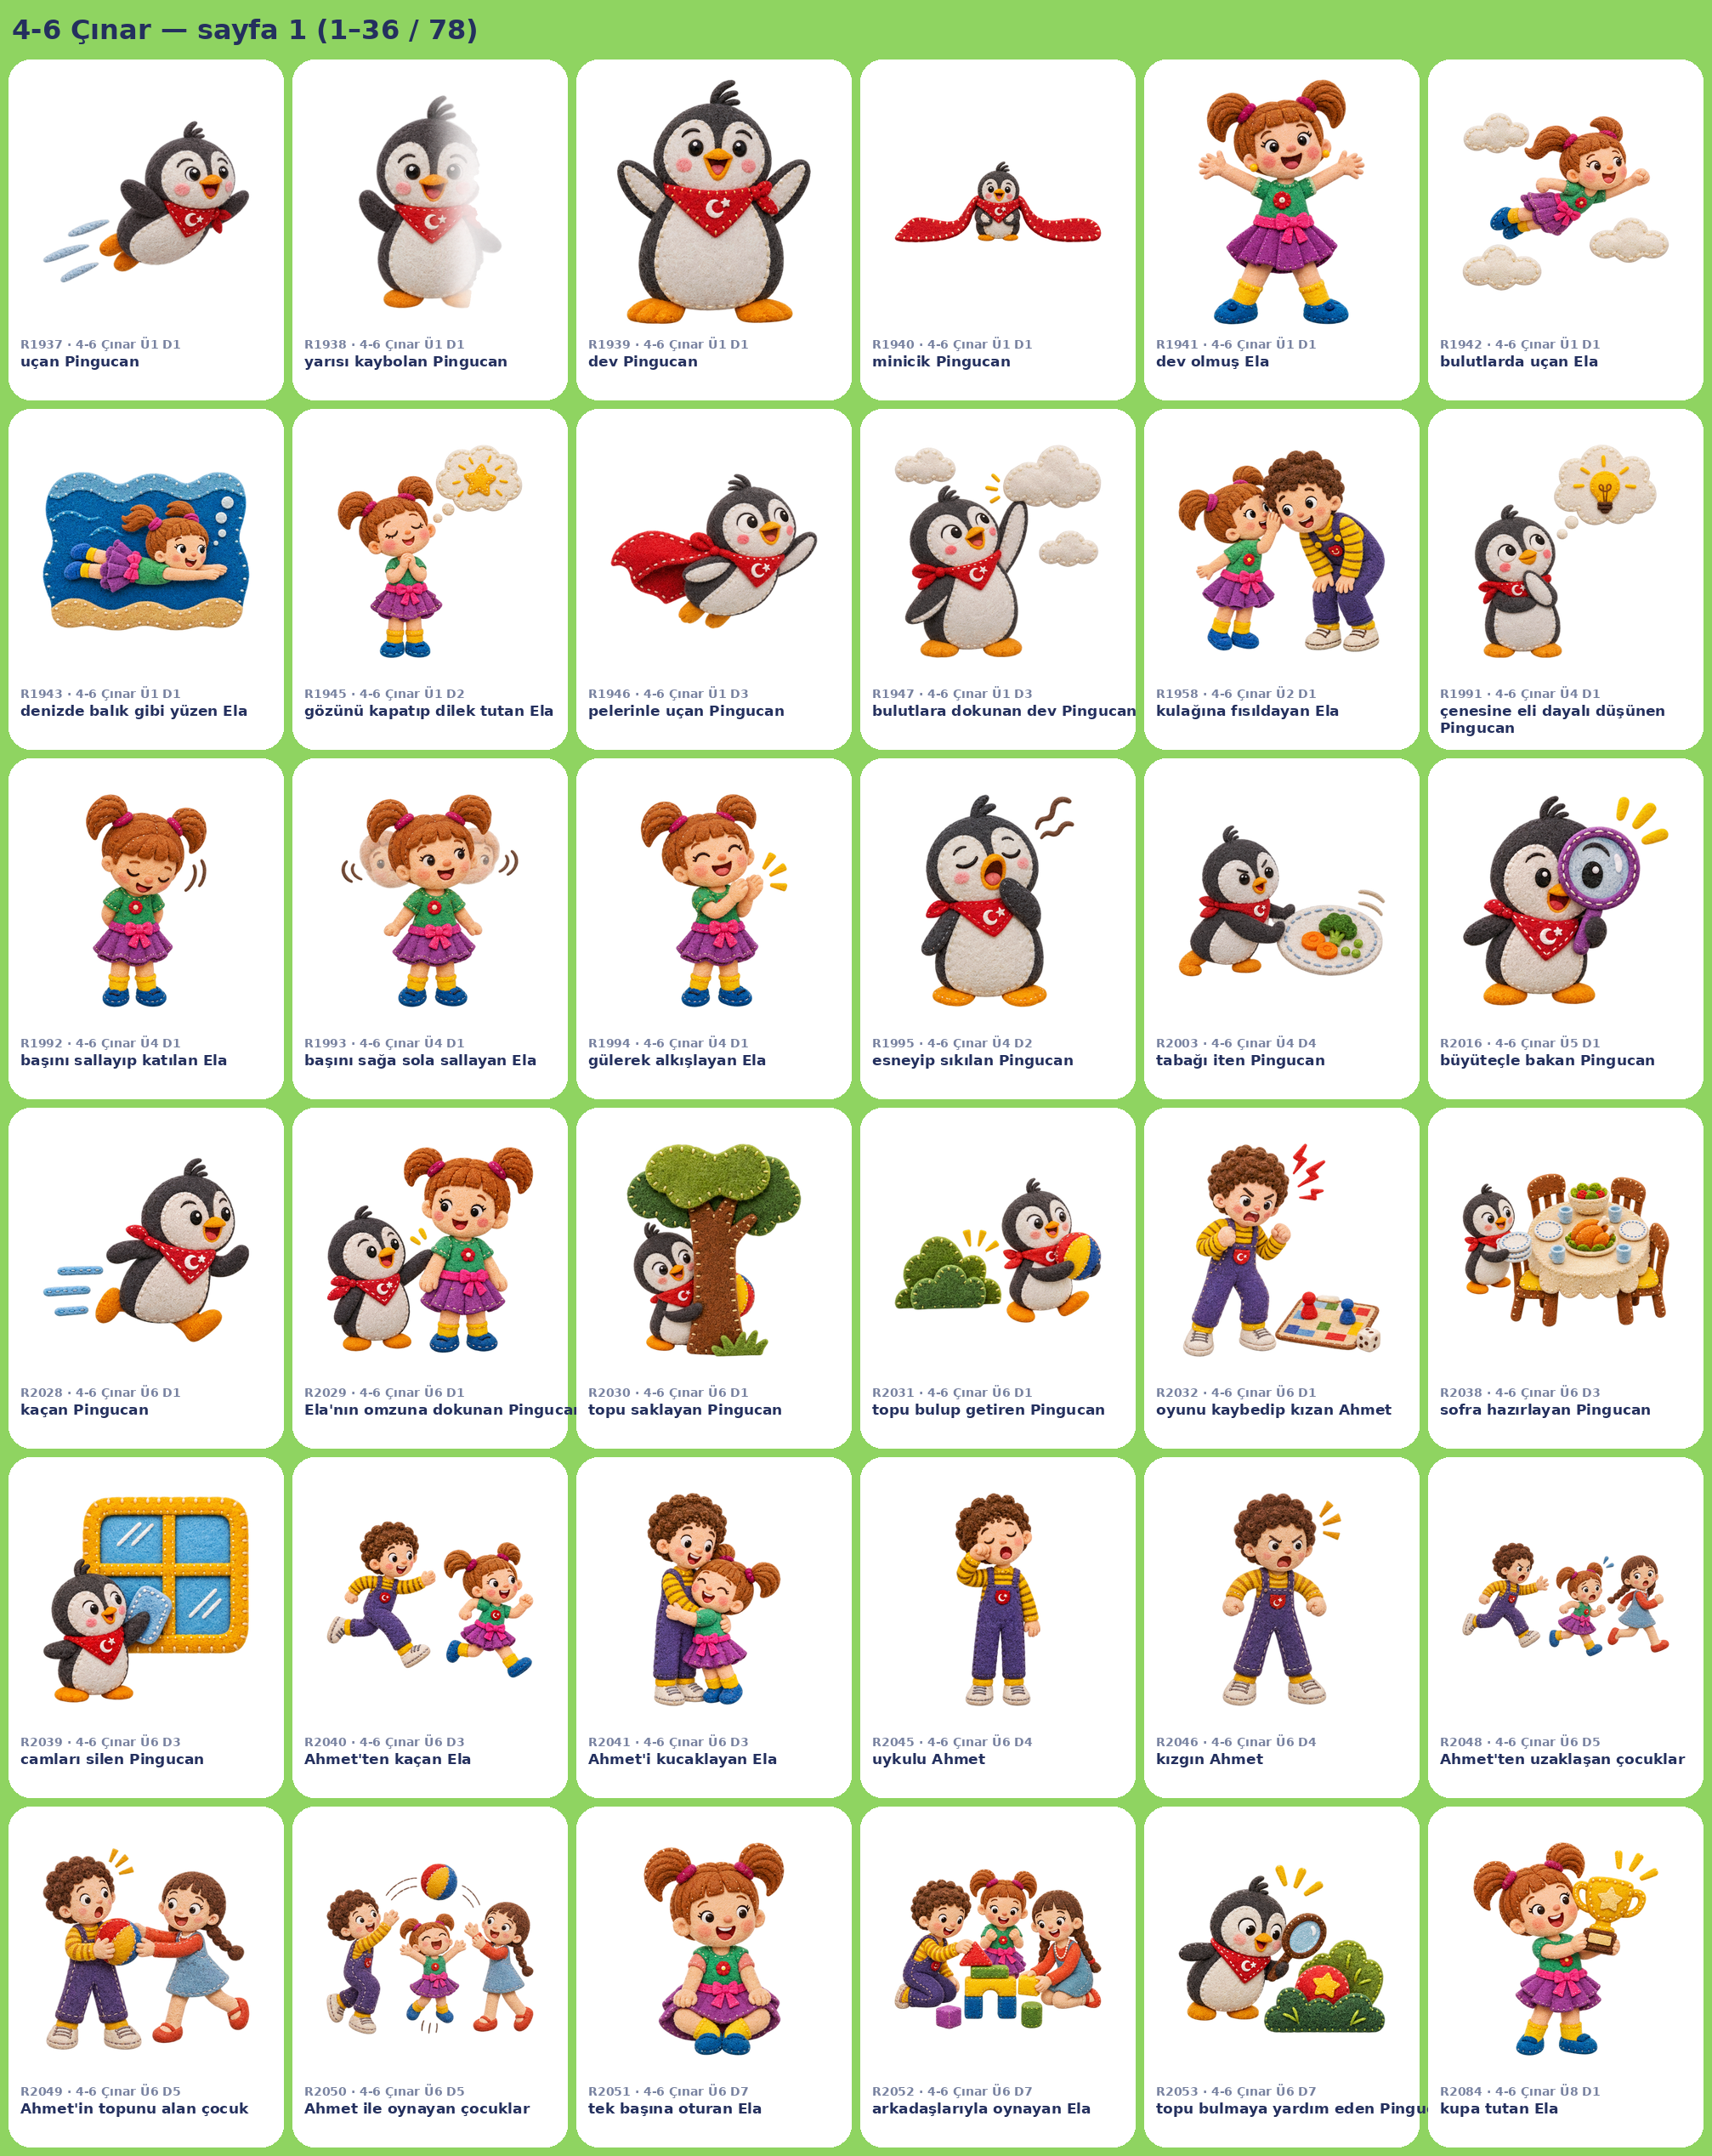 4-6 Çınar — sayfa 1 (1–36 / 78)
R1937 · 4-6 Çınar Ü1 D1
uçan Pingucan
R1938 · 4-6 Çınar Ü1 D1
yarısı kaybolan Pingucan
R1939 · 4-6 Çınar Ü1 D1
dev Pingucan
R1940 · 4-6 Çınar Ü1 D1
minicik Pingucan
R1941 · 4-6 Çınar Ü1 D1
dev olmuş Ela
R1942 · 4-6 Çınar Ü1 D1
bulutlarda uçan Ela
R1943 · 4-6 Çınar Ü1 D1
denizde balık gibi yüzen Ela
R1945 · 4-6 Çınar Ü1 D2
gözünü kapatıp dilek tutan Ela
R1946 · 4-6 Çınar Ü1 D3
pelerinle uçan Pingucan
R1947 · 4-6 Çınar Ü1 D3
bulutlara dokunan dev Pingucan
R1958 · 4-6 Çınar Ü2 D1
kulağına fısıldayan Ela
R1991 · 4-6 Çınar Ü4 D1
çenesine eli dayalı düşünen
Pingucan
R1992 · 4-6 Çınar Ü4 D1
başını sallayıp katılan Ela
R1993 · 4-6 Çınar Ü4 D1
başını sağa sola sallayan Ela
R1994 · 4-6 Çınar Ü4 D1
gülerek alkışlayan Ela
R1995 · 4-6 Çınar Ü4 D2
esneyip sıkılan Pingucan
R2003 · 4-6 Çınar Ü4 D4
tabağı iten Pingucan
R2016 · 4-6 Çınar Ü5 D1
büyüteçle bakan Pingucan
R2028 · 4-6 Çınar Ü6 D1
kaçan Pingucan
R2029 · 4-6 Çınar Ü6 D1
Ela'nın omzuna dokunan Pingucan
R2030 · 4-6 Çınar Ü6 D1
topu saklayan Pingucan
R2031 · 4-6 Çınar Ü6 D1
topu bulup getiren Pingucan
R2032 · 4-6 Çınar Ü6 D1
oyunu kaybedip kızan Ahmet
R2038 · 4-6 Çınar Ü6 D3
sofra hazırlayan Pingucan
R2039 · 4-6 Çınar Ü6 D3
camları silen Pingucan
R2040 · 4-6 Çınar Ü6 D3
Ahmet'ten kaçan Ela
R2041 · 4-6 Çınar Ü6 D3
Ahmet'i kucaklayan Ela
R2045 · 4-6 Çınar Ü6 D4
uykulu Ahmet
R2046 · 4-6 Çınar Ü6 D4
kızgın Ahmet
R2048 · 4-6 Çınar Ü6 D5
Ahmet'ten uzaklaşan çocuklar
R2049 · 4-6 Çınar Ü6 D5
Ahmet'in topunu alan çocuk
R2050 · 4-6 Çınar Ü6 D5
Ahmet ile oynayan çocuklar
R2051 · 4-6 Çınar Ü6 D7
tek başına oturan Ela
R2052 · 4-6 Çınar Ü6 D7
arkadaşlarıyla oynayan Ela
R2053 · 4-6 Çınar Ü6 D7
topu bulmaya yardım eden
R2084 · 4-6 Çınar Ü8 D1
kupa tutan Ela